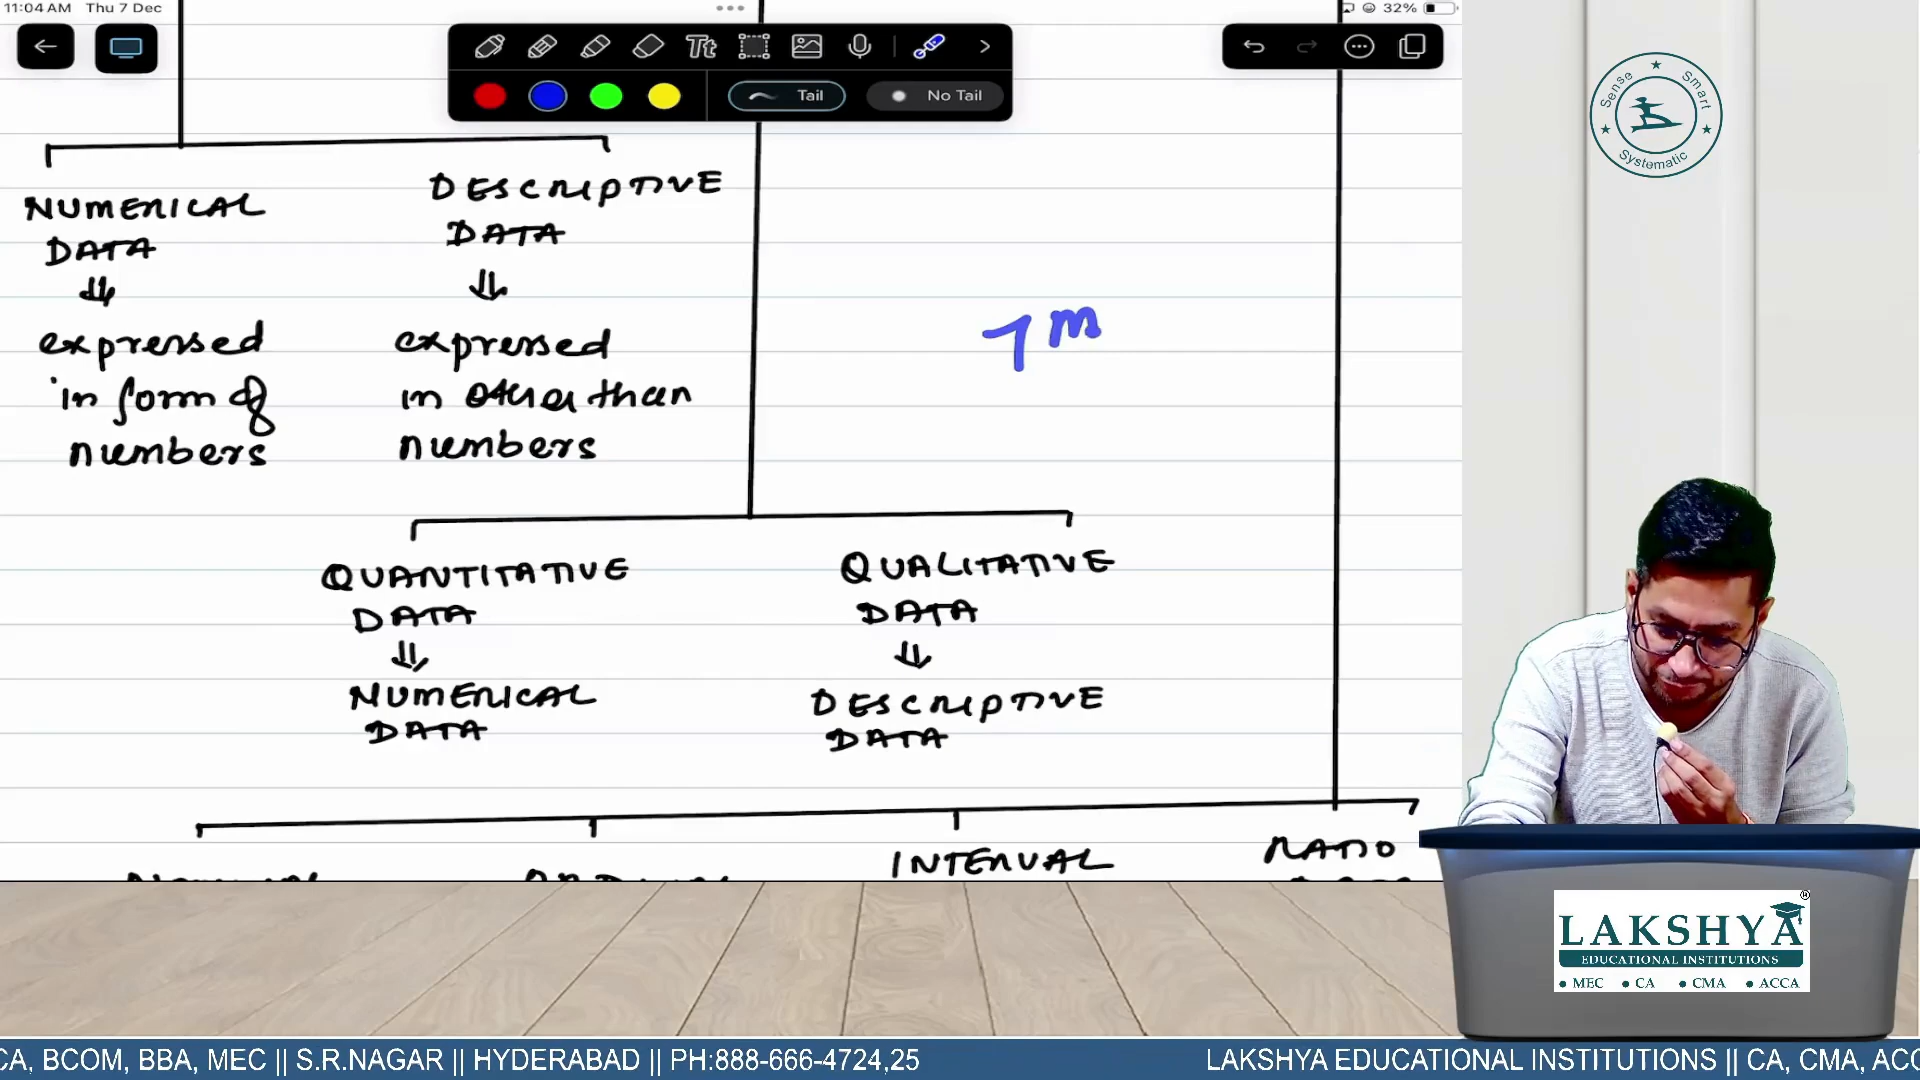 11:04 AM Thu 7 Dec
32%
Tt
Tail
No Tail
Sense Smart
Systematic
NUMERICAL
DATA
⇓
expressed
in form of
numbers
DESCRIPTIVE
DATA
⇓
expressed
in other than
numbers
1 m
QUANTITATIVE
DATA
⇓
NUMERICAL
DATA
QUALITATIVE
DATA
⇓
DESCRIPTIVE
DATA
INTERVAL
RATIO
LAKSHYA®
EDUCATIONAL INSTITUTIONS
• MEC • CA • CMA • ACCA
CA, BCOM, BBA, MEC || S.R.NAGAR || HYDERABAD || PH:888-666-4724,25
LAKSHYA EDUCATIONAL INSTITUTIONS || CA, CMA, ACC